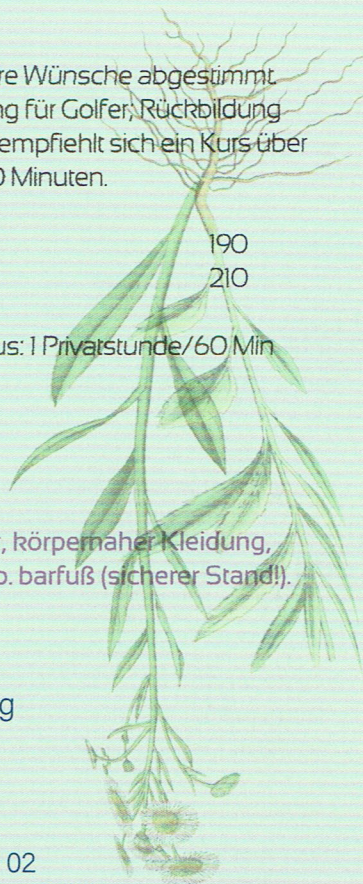 re Wünsche abgestimmt.
ng für Golfer, Rückbildung
empfiehlt sich ein Kurs über
0 Minuten.
190
210
us: 1 Privatstunde/60 Min
, körpernaher Kleidung,
o. barfuß (sicherer Stand!).
g
02